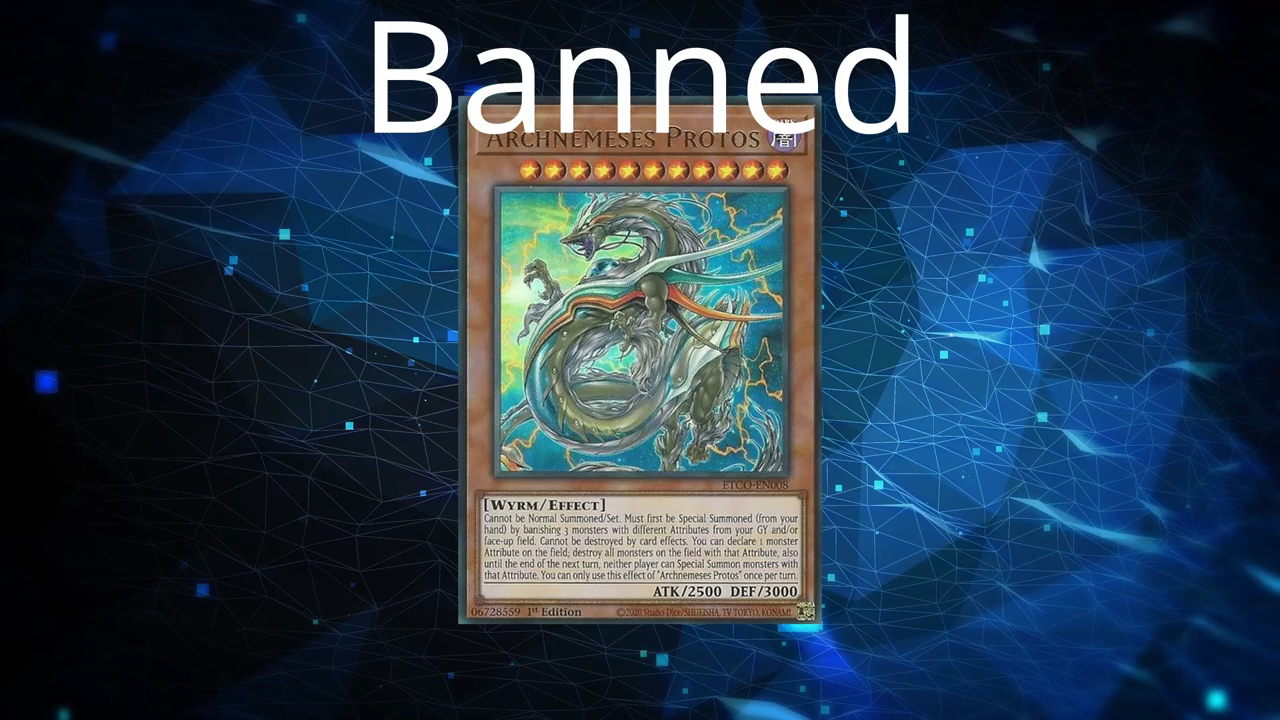 Banned
ARCHNEMESES PROTOS
闇
ETCO-EN008
[WYRM/EFFECT]
Cannot be Normal Summoned/Set. Must first be Special Summoned (from your
hand) by banishing 3 monsters with different Attributes from your GY and/or
face-up field. Cannot be destroyed by card effects. You can declare 1 monster
Attribute on the field; destroy all monsters on the field with that Attribute, also
until the end of the next turn, neither player can Special Summon monsters with
that Attribute. You can only use this effect of "Archnemeses Protos" once per turn.
ATK/2500 DEF/3000
06728559 1st Edition ©2020 Studio Dice/SHUEISHA, TV TOKYO, KONAMI